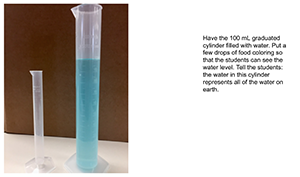 Have the 100 mL graduated
cylinder filled with water. Put a
few drops of food coloring so
that the students can see the
water level. Tell the students:
the water in this cylinder
represents all of the water on
earth.